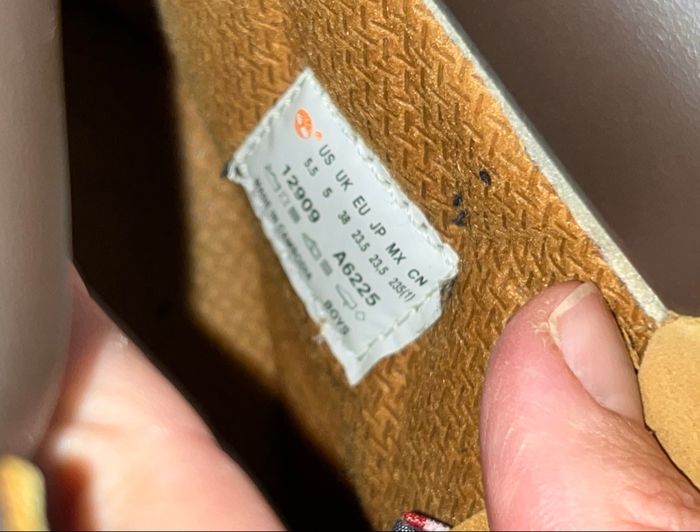 US UK EU JP MX CN
5.5 5 38 23.5 23.5 235(1)
12909 A6225
MADE IN CAMBODIA BOYS